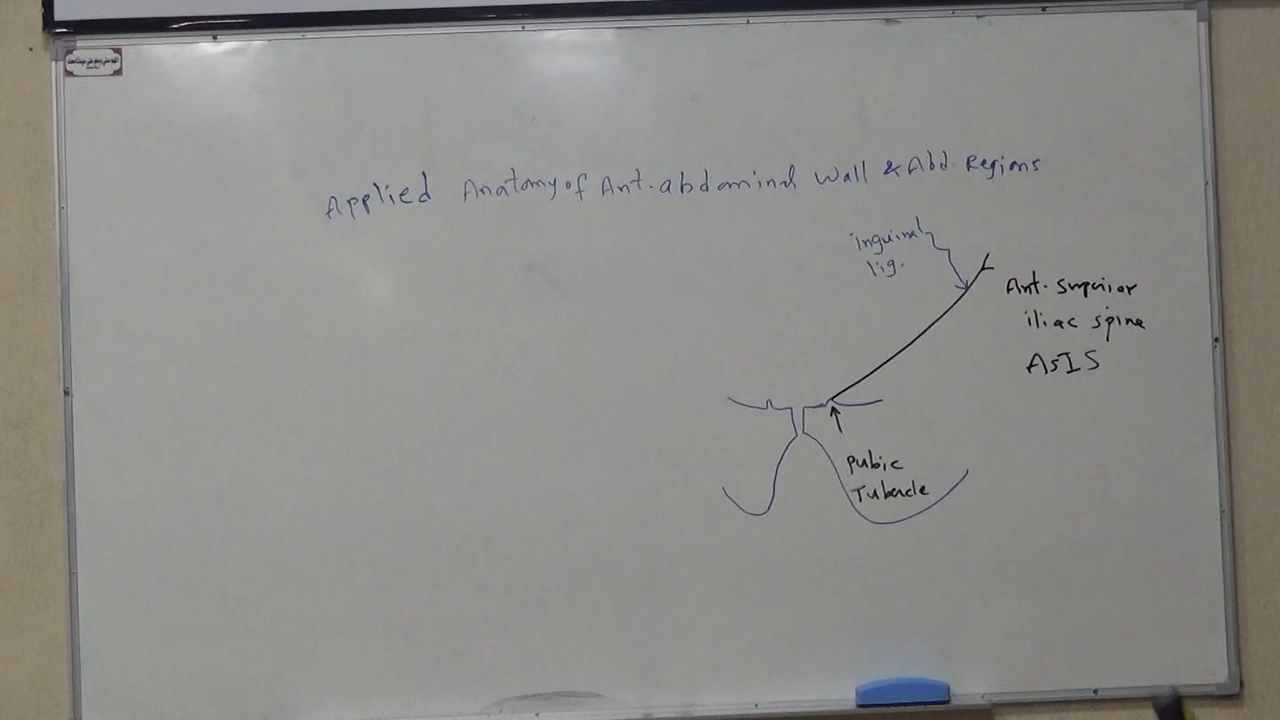 Applied Anatomy of Ant. abdominal Wall & Abd. Regions
inguinal
lig.
Ant. Superior
iliac spine
ASIS
pubic
Tubercle